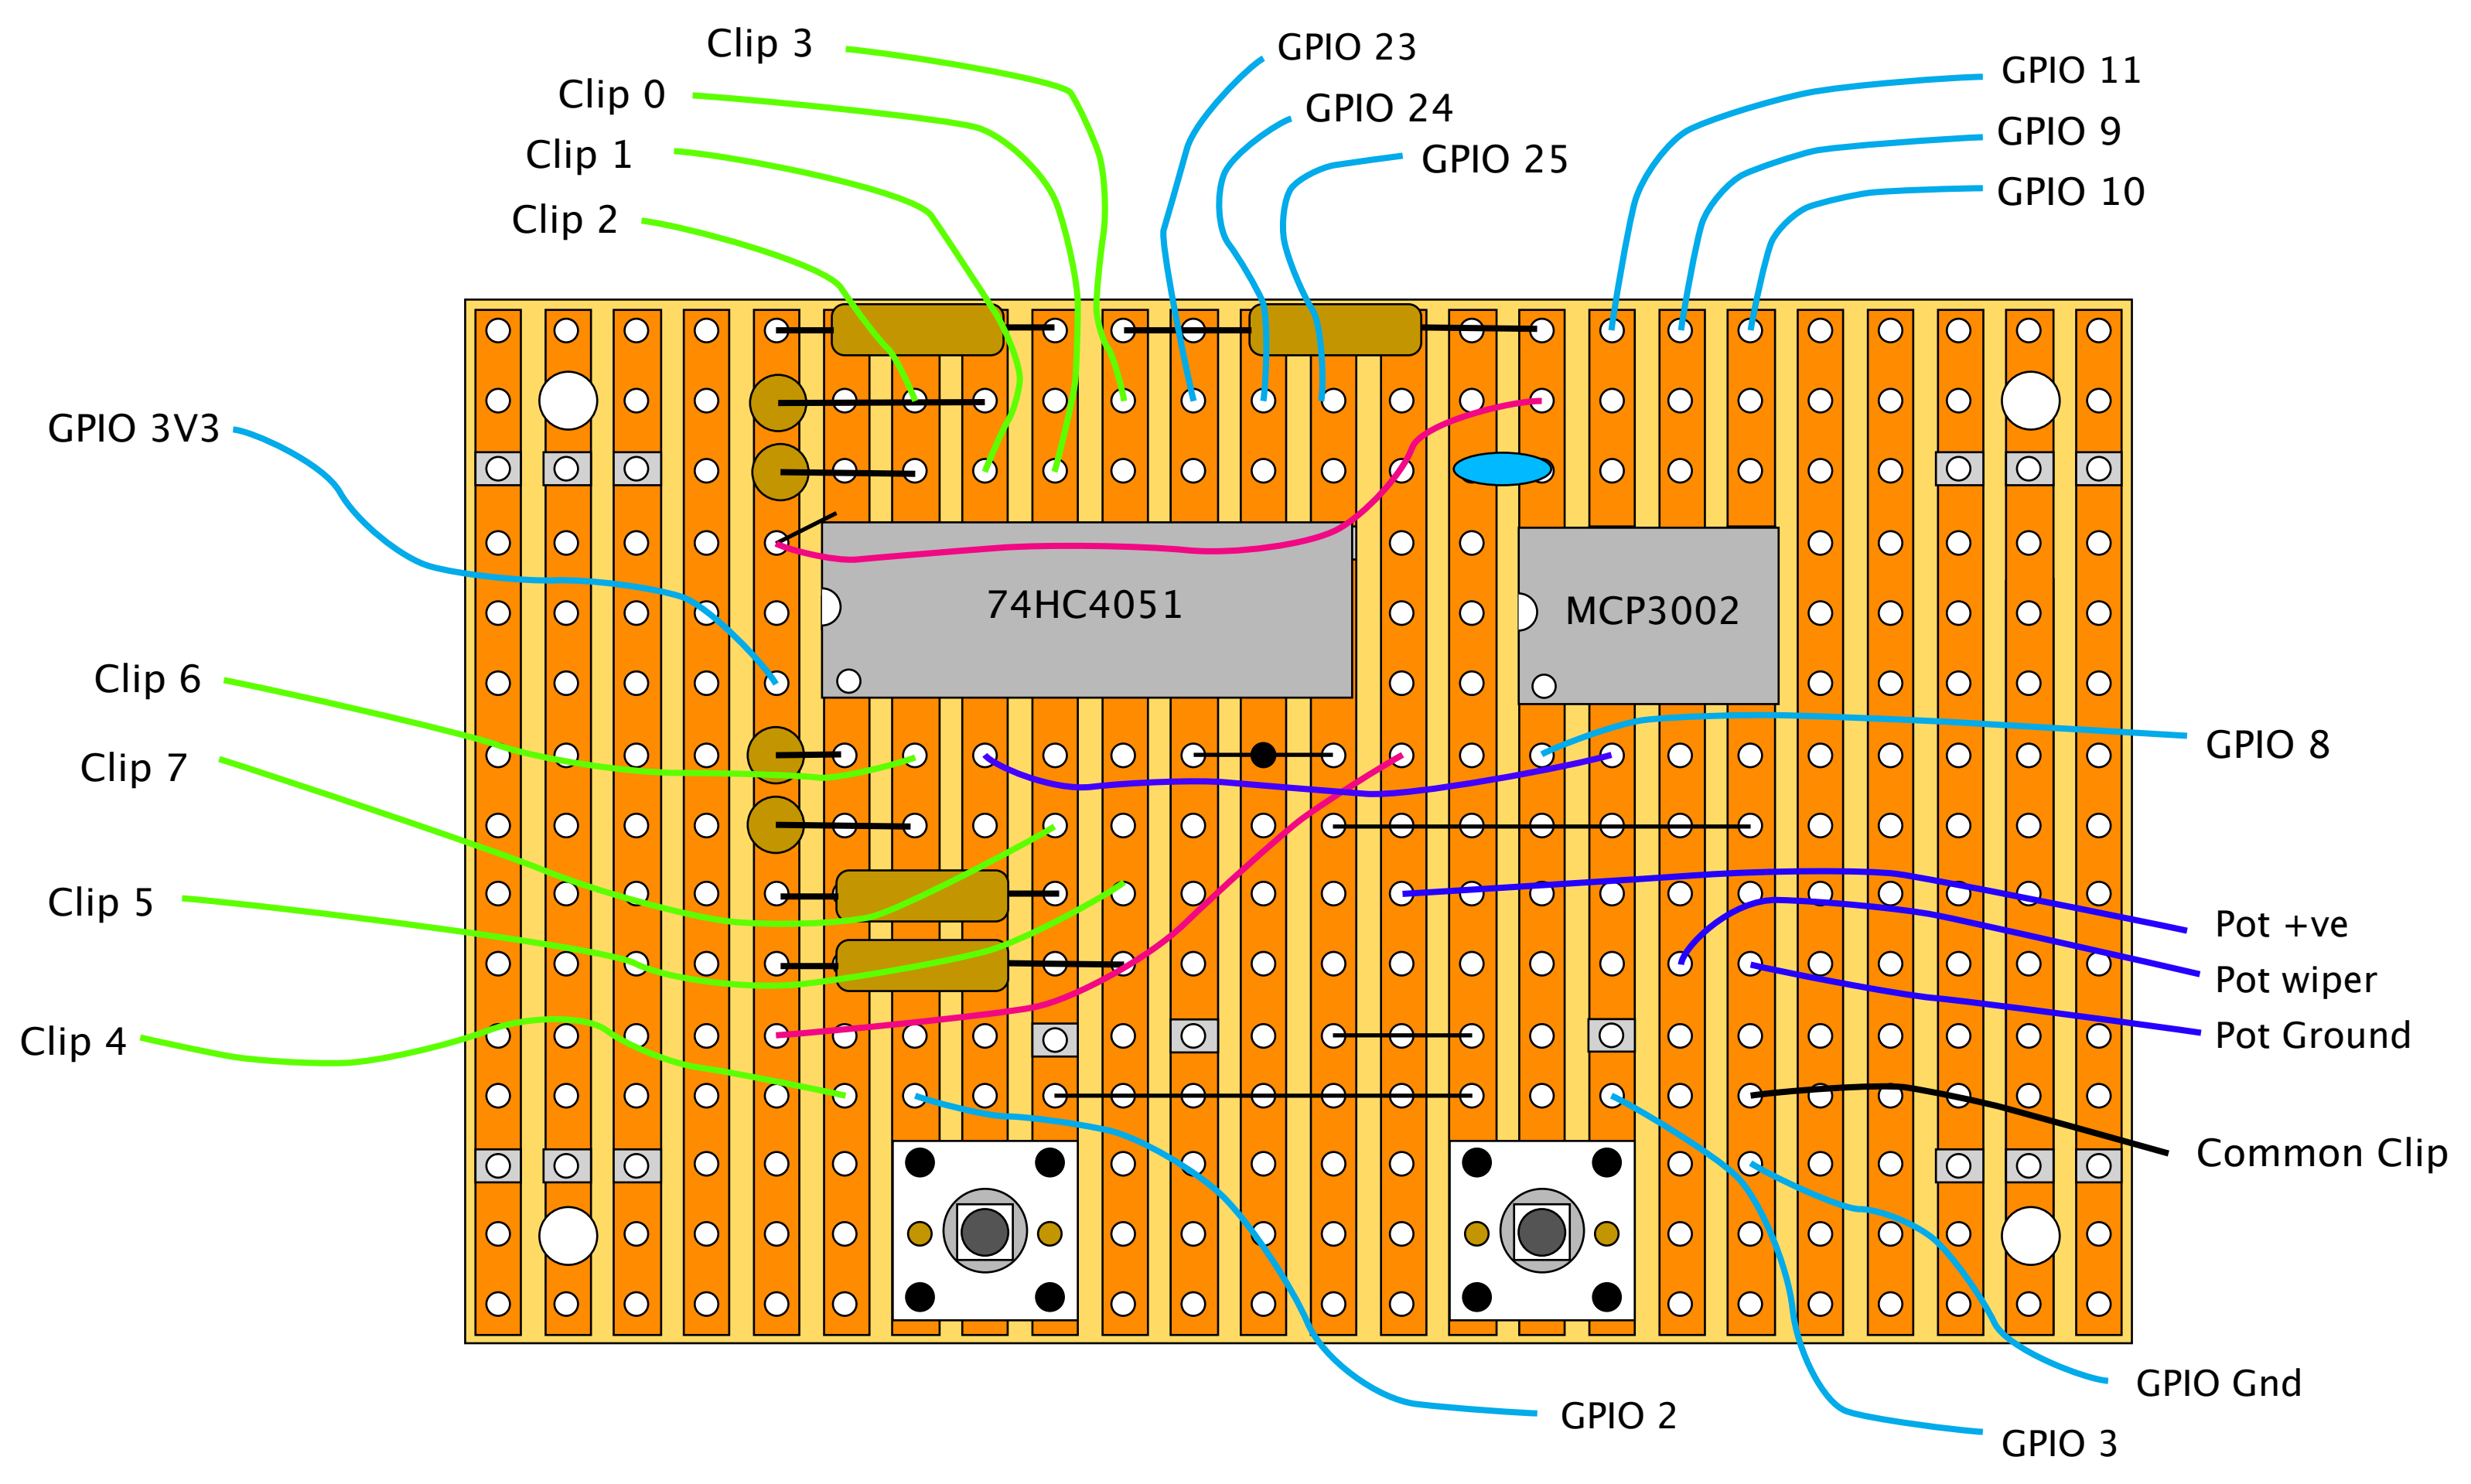 Clip 3
GPIO 23
Clip 0
GPIO 11
GPIO 24
Clip 1
GPIO 9
GPIO 25
Clip 2
GPIO 10
GPIO 3V3
74HC4051
MCP3002
Clip 6
Clip 7
GPIO 8
Clip 5
Pot +ve
Pot wiper
Clip 4
Pot Ground
Common Clip
GPIO Gnd
GPIO 2
GPIO 3